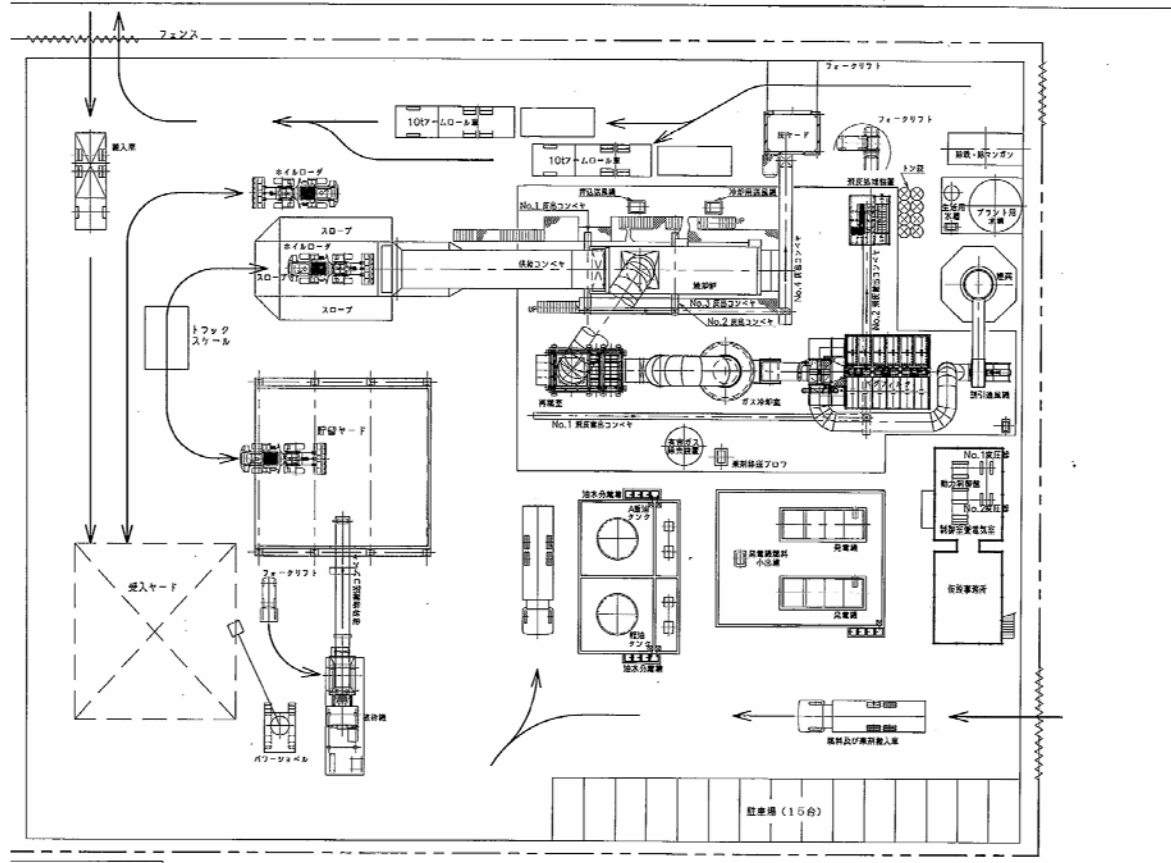 フェンス
フォークリフト
搬入車
10tアームロール車
10tアームロール車
灰ヤード
フォークリフト
除鉄・除マンガン
ホイルローダ
押込送風機
冷却用送風機
飛灰処理装置
トン袋
生活用
水槽
プラント用
水槽
No.1 灰出コンベヤ
UP
スロープ
ホイルローダ
スロープ
供給コンベヤ
焼却炉
No.4 灰出コンベヤ
No.2 飛灰搬出コンベヤ
煙突
スロープ
UP
No.3 灰出コンベヤ
No.2 灰出コンベヤ
トラック
スケール
バグフィルタ
再燃室
ガス冷却室
誘引送風機
No.1 飛灰搬出コンベヤ
貯留ヤード
有害ガス
除去装置
薬剤移送ブロワ
No.1変圧器
動力制御盤
No.2変圧器
制御室兼電気室
油水分離槽
A重油
タンク
発電機燃料
小出槽
発電機
フォークリフト
受入ヤード
軽油
タンク
発電機
仮設事務所
油水分離槽
破砕機
パワーショベル
燃料及び薬剤搬入車
駐車場(15台)